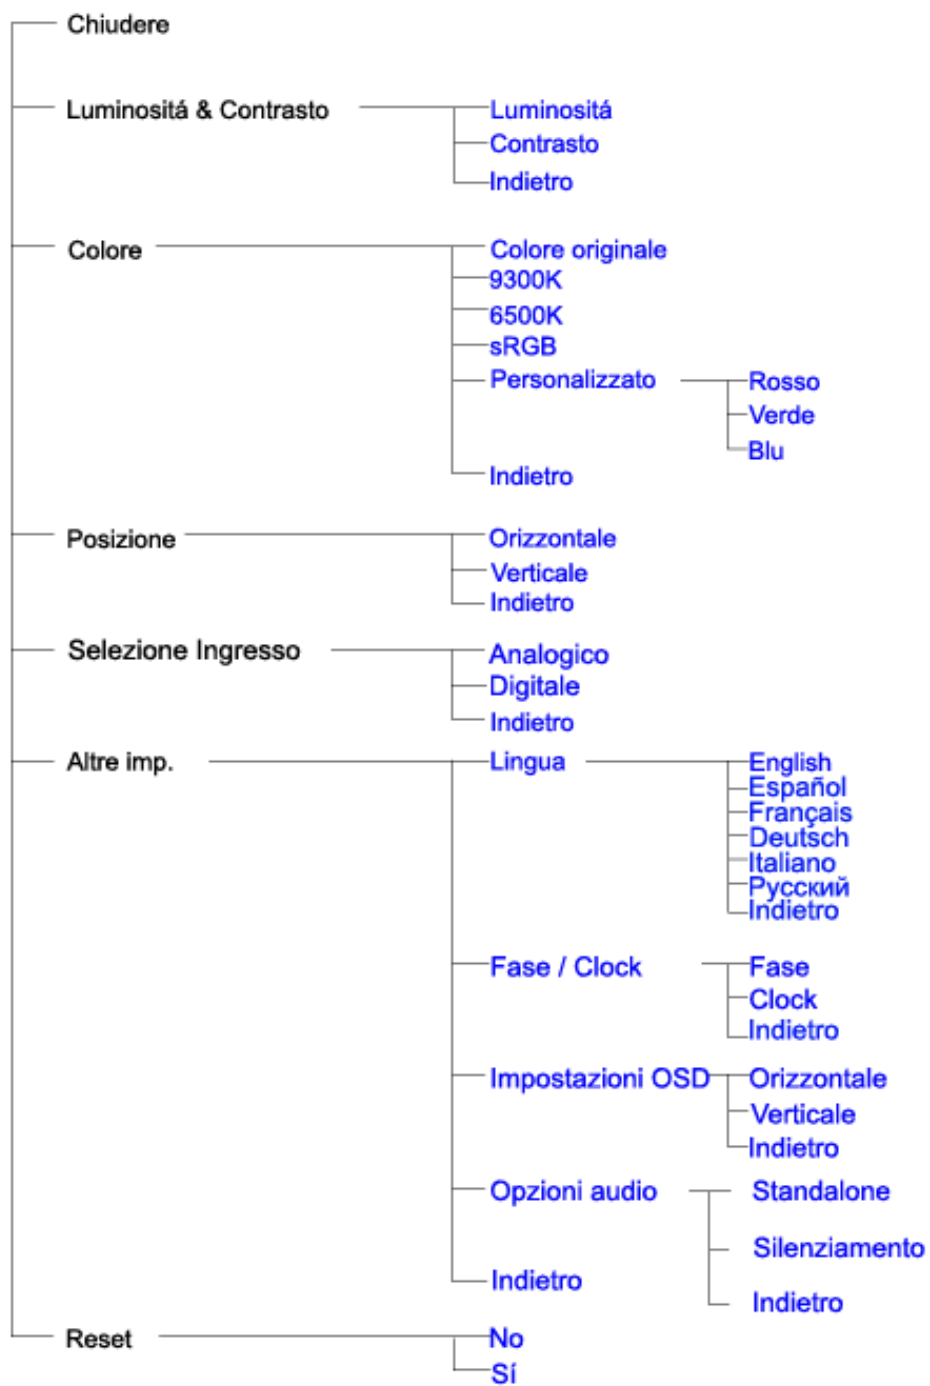 Chiudere
Luminositá & Contrasto Luminositá
Contrasto
Indietro
Colore Colore originale
9300K
6500K
sRGB
Personalizzato Rosso
Verde
Blu
Indietro
Posizione Orizzontale
Verticale
Indietro
Selezione Ingresso Analogico
Digitale
Indietro
Altre imp. Lingua English
Español
Français
Deutsch
Italiano
Русский
Indietro
Fase / Clock Fase
Clock
Indietro
Impostazioni OSD Orizzontale
Verticale
Indietro
Opzioni audio Standalone
Silenziamento
Indietro
Indietro
Reset No
Sí